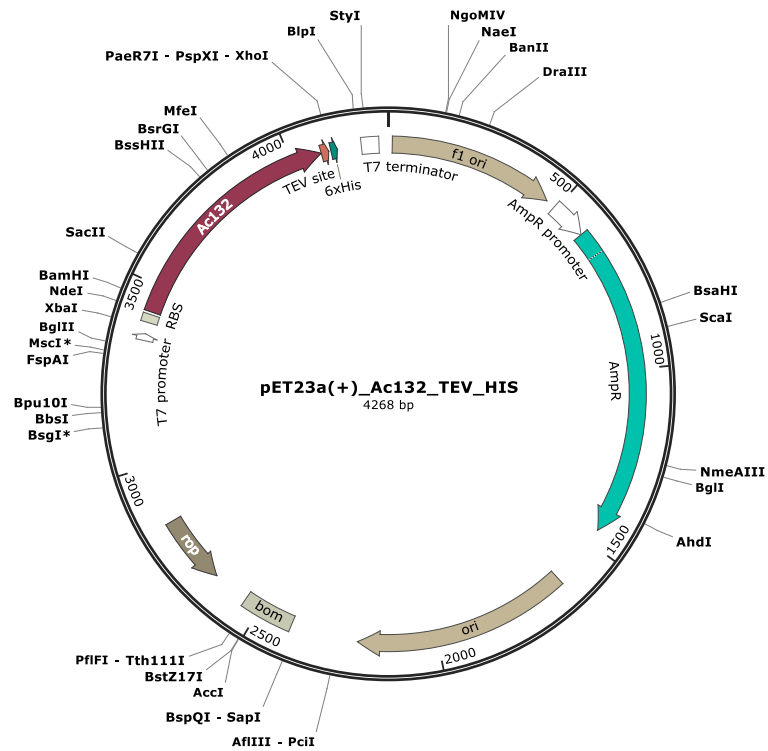 StyI
NgoMIV
BlpI
NaeI
BanII
PaeR7I - PspXI - XhoI
DraIII
MfeI
BsrGI
BssHII
4000
TEV site
6xHis
T7 terminator
f1 ori
500
AmpR promoter
Ac132
SacII
BamHI
NdeI
XbaI
BglII
MscI*
FspAI
3500
RBS
T7 promoter
BsaHI
ScaI
1000
AmpR
pET23a(+)_Ac132_TEV_HIS
4268 bp
Bpu10I
BbsI
BsgI*
3000
NmeAIII
BglI
AhdI
1500
rop
bom
2500
ori
2000
PflFI - Tth111I
BstZ17I
AccI
BspQI - SapI
AflIII - PciI